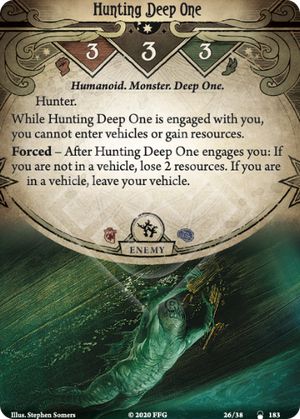 Hunting Deep One
3 3 3
Humanoid. Monster. Deep One.
Hunter.
While Hunting Deep One is engaged with you,
you cannot enter vehicles or gain resources.
Forced – After Hunting Deep One engages you: If
you are not in a vehicle, lose 2 resources. If you are
in a vehicle, leave your vehicle.
ENEMY
Illus. Stephen Somers © 2020 FFG 26/38 183